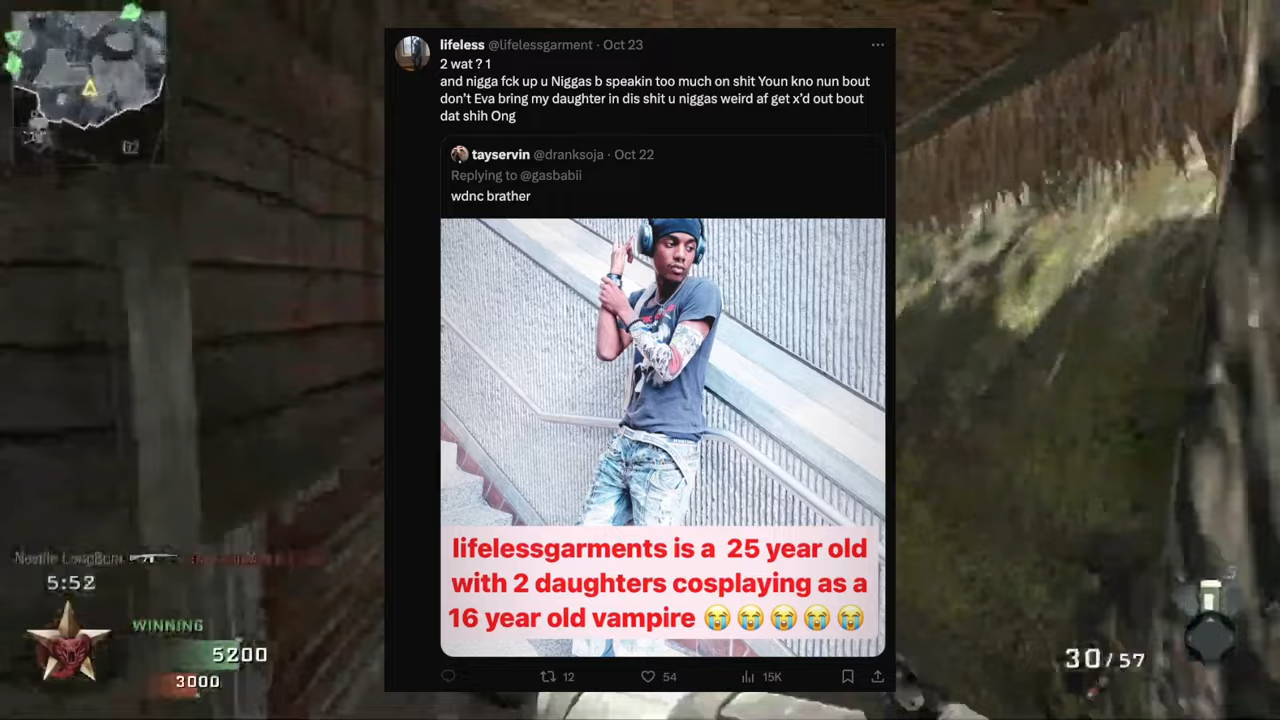 lifeless @lifelessgarment · Oct 23
2 wat ? 1
and nigga fck up u Niggas b speakin too much on shit Youn kno nun bout
don't Eva bring my daughter in dis shit u niggas weird af get x'd out bout
dat shih Ong
tayservin @dranksoja · Oct 22
Replying to @gasbabii
wdnc brather
lifelessgarments is a 25 year old
with 2 daughters cosplaying as a
16 year old vampire 😭😭😭😭😭
12 54 15K
5:52
WINNING
5200
3000
30/57